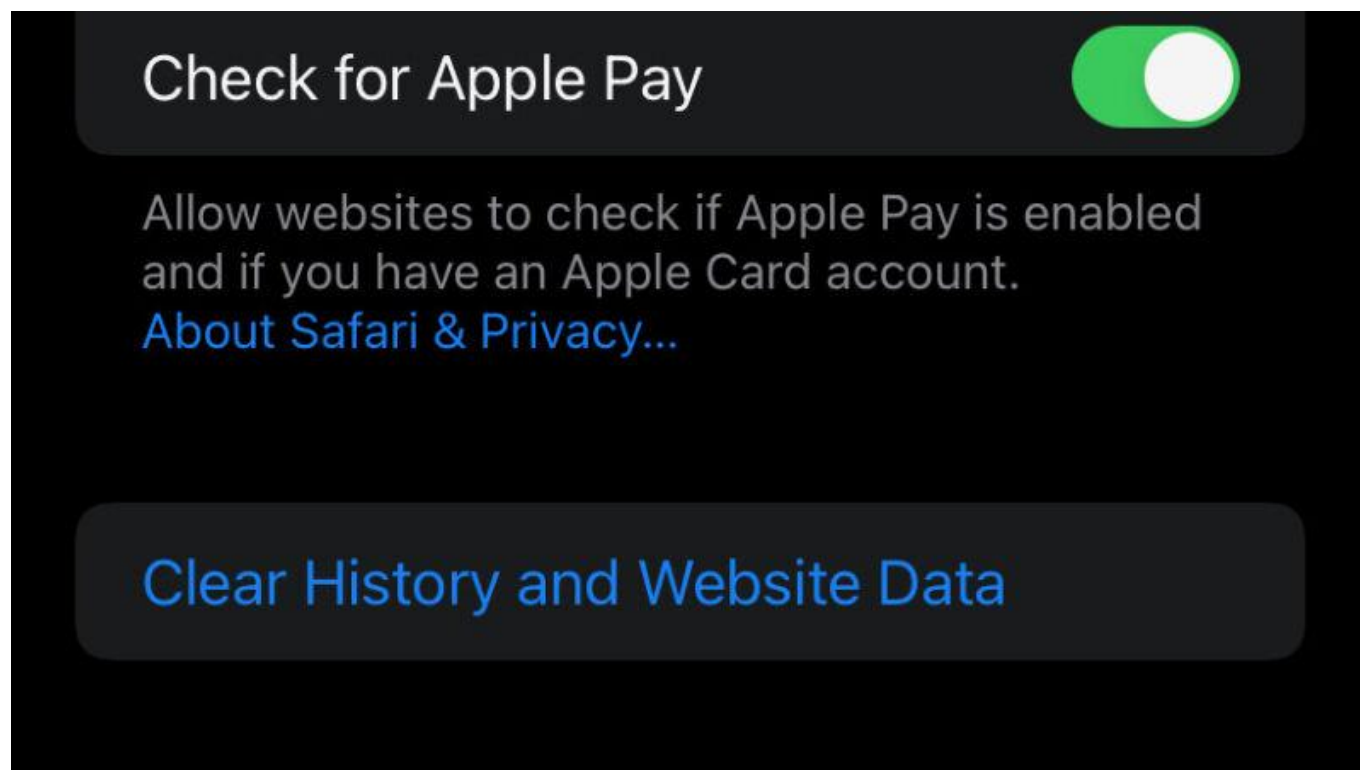 Check for Apple Pay
Allow websites to check if Apple Pay is enabled
and if you have an Apple Card account.
About Safari & Privacy...
Clear History and Website Data